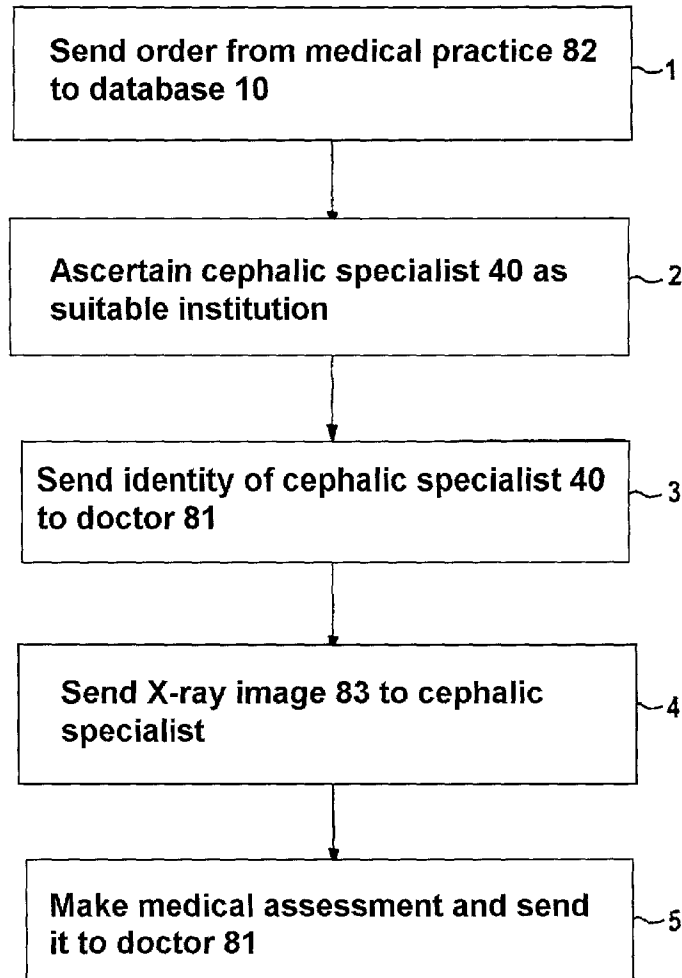 Send order from medical practice 82
to database 10
1
Ascertain cephalic specialist 40 as
suitable institution
2
Send identity of cephalic specialist 40
to doctor 81
3
Send X-ray image 83 to cephalic
specialist
4
Make medical assessment and send
it to doctor 81
5